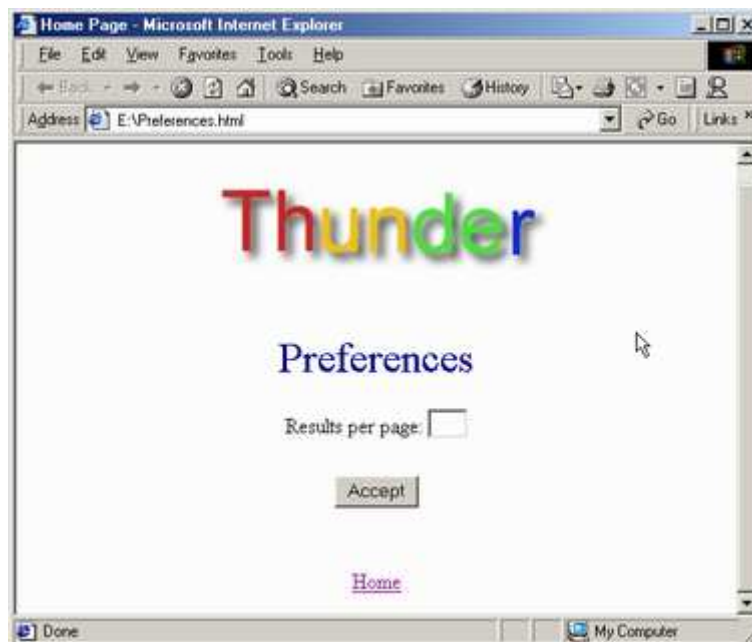 Home Page - Microsoft Internet Explorer
File Edit View Favorites Tools Help
Back Search Favorites History
Address E:\Preferences.html Go Links »
Thunder
Preferences
Results per page:
Accept
Home
Done My Computer